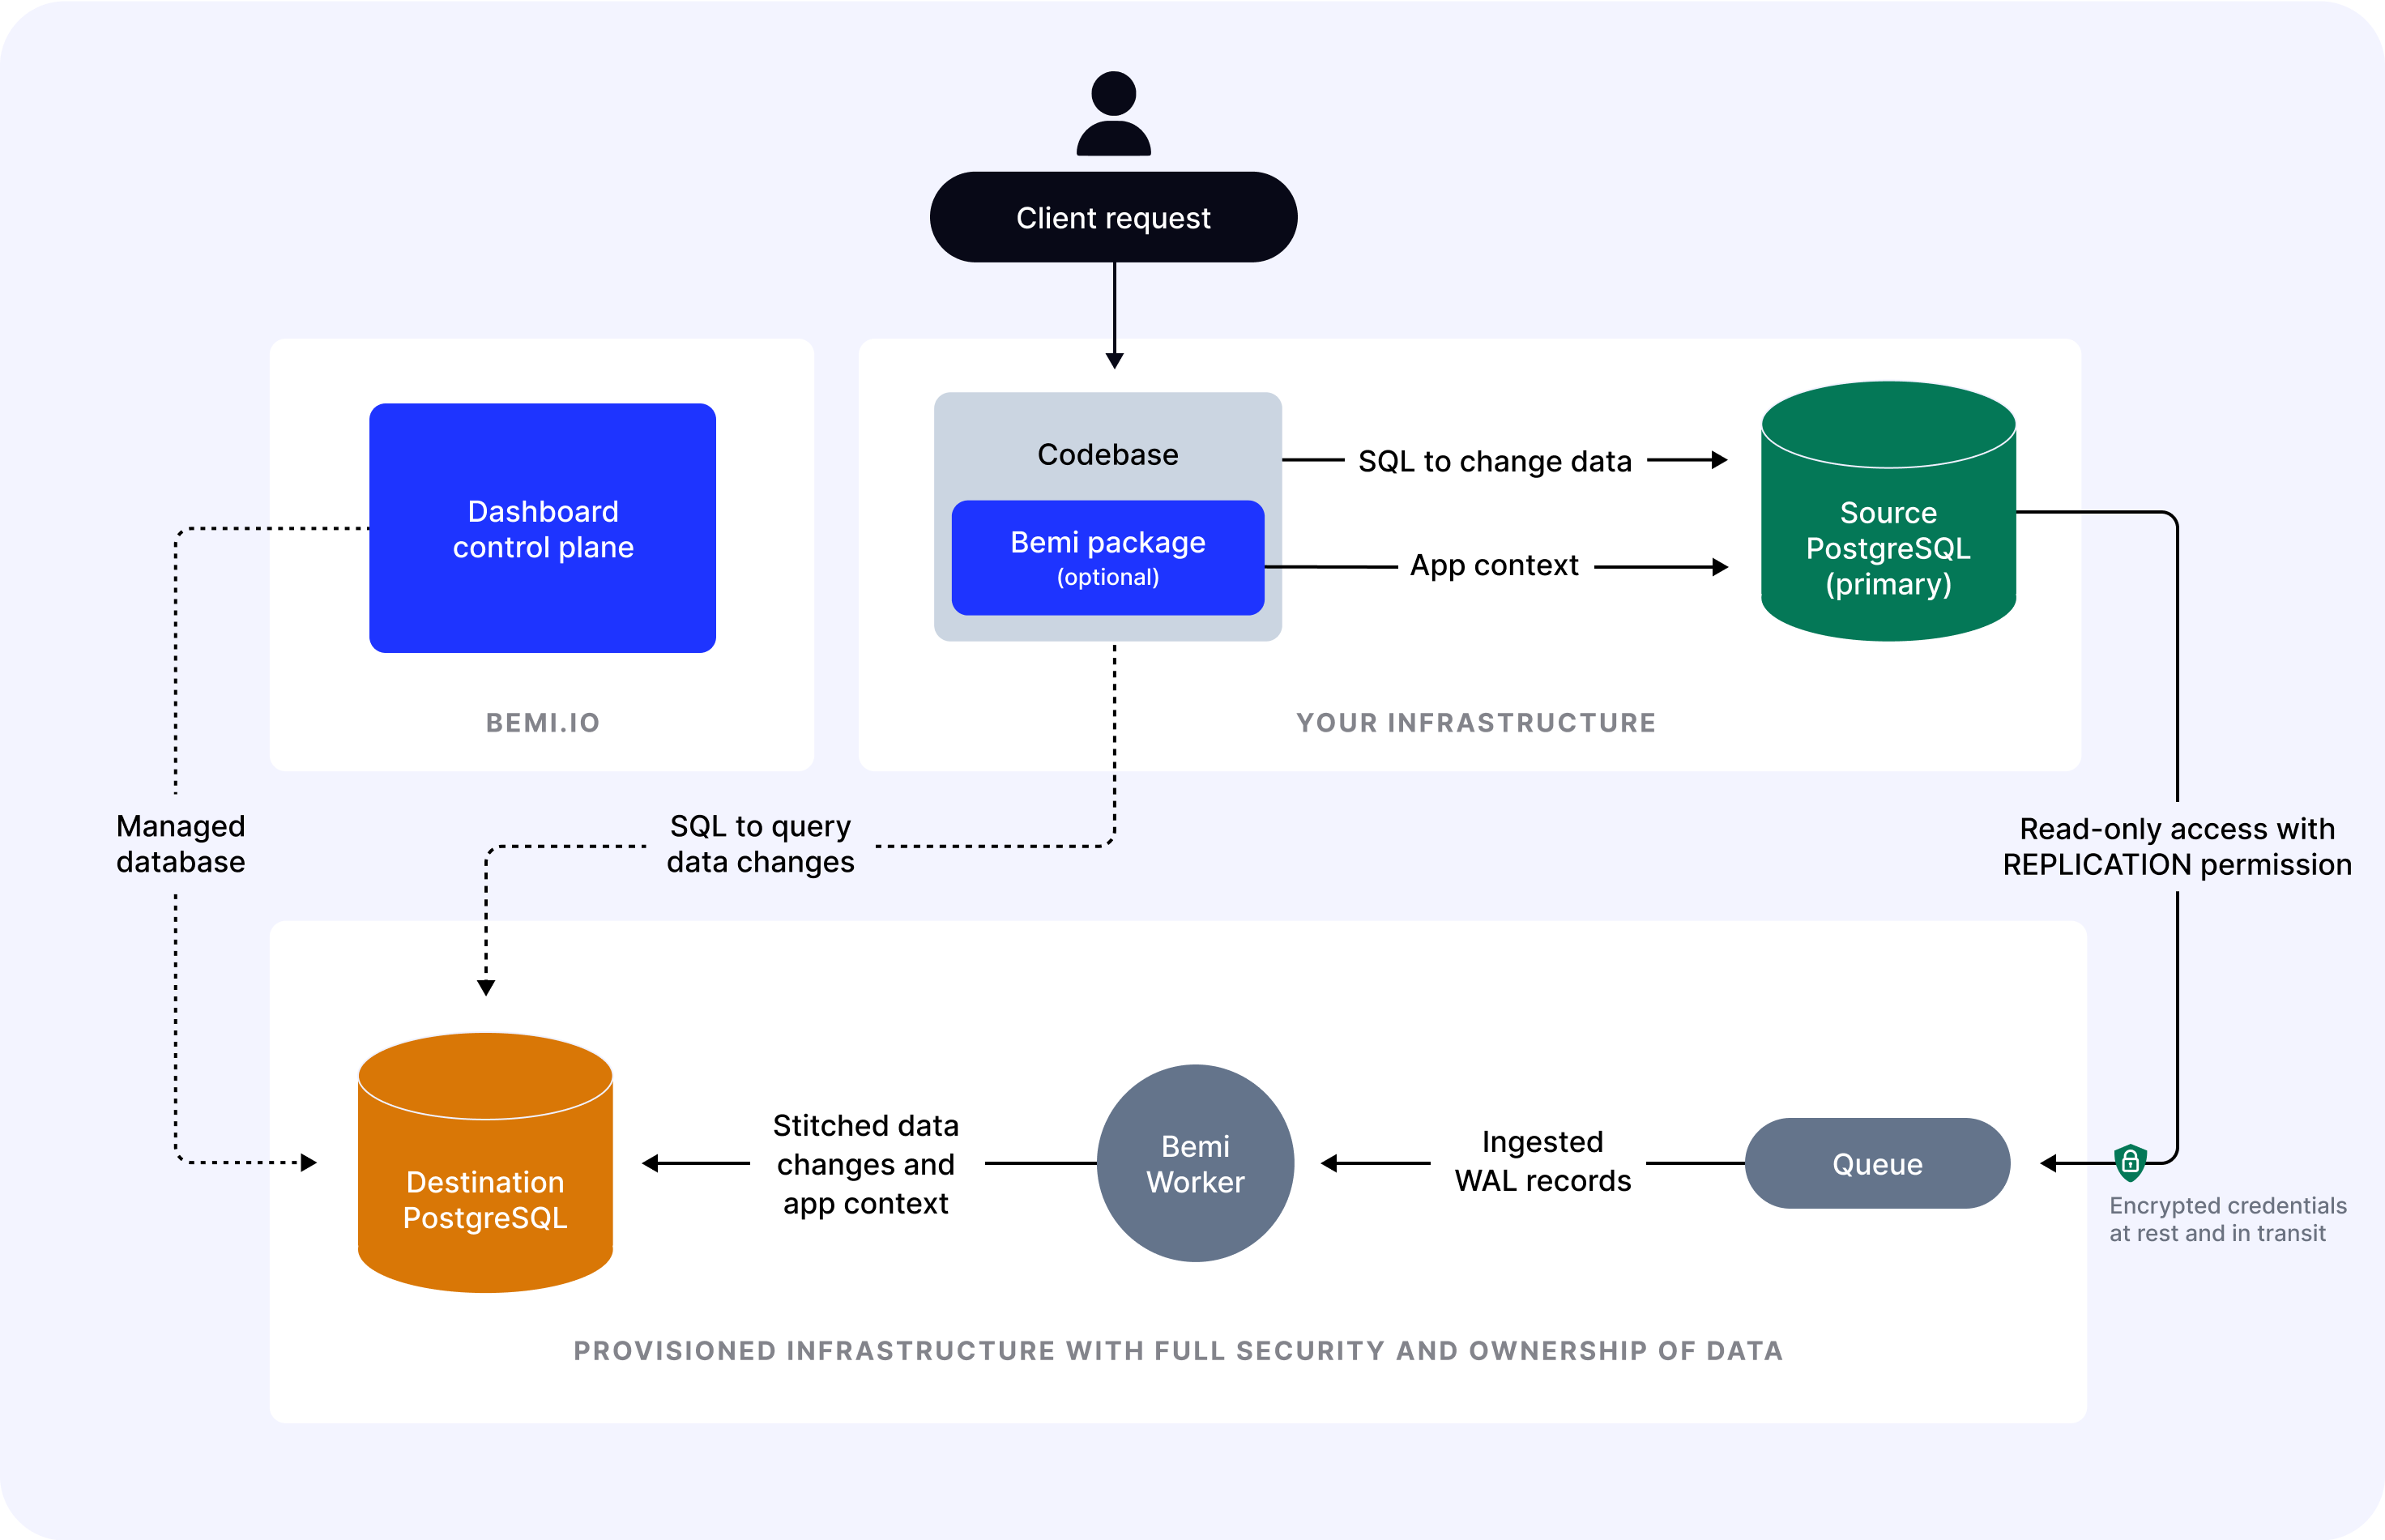 Client request
Dashboard
control plane
BEMI.IO
Codebase
Bemi package
(optional)
SQL to change data
App context
Source
PostgreSQL
(primary)
YOUR INFRASTRUCTURE
Managed
database
SQL to query
data changes
Read-only access with
REPLICATION permission
Destination
PostgreSQL
Stitched data
changes and
app context
Bemi
Worker
Ingested
WAL records
Queue
Encrypted credentials
at rest and in transit
PROVISIONED INFRASTRUCTURE WITH FULL SECURITY AND OWNERSHIP OF DATA